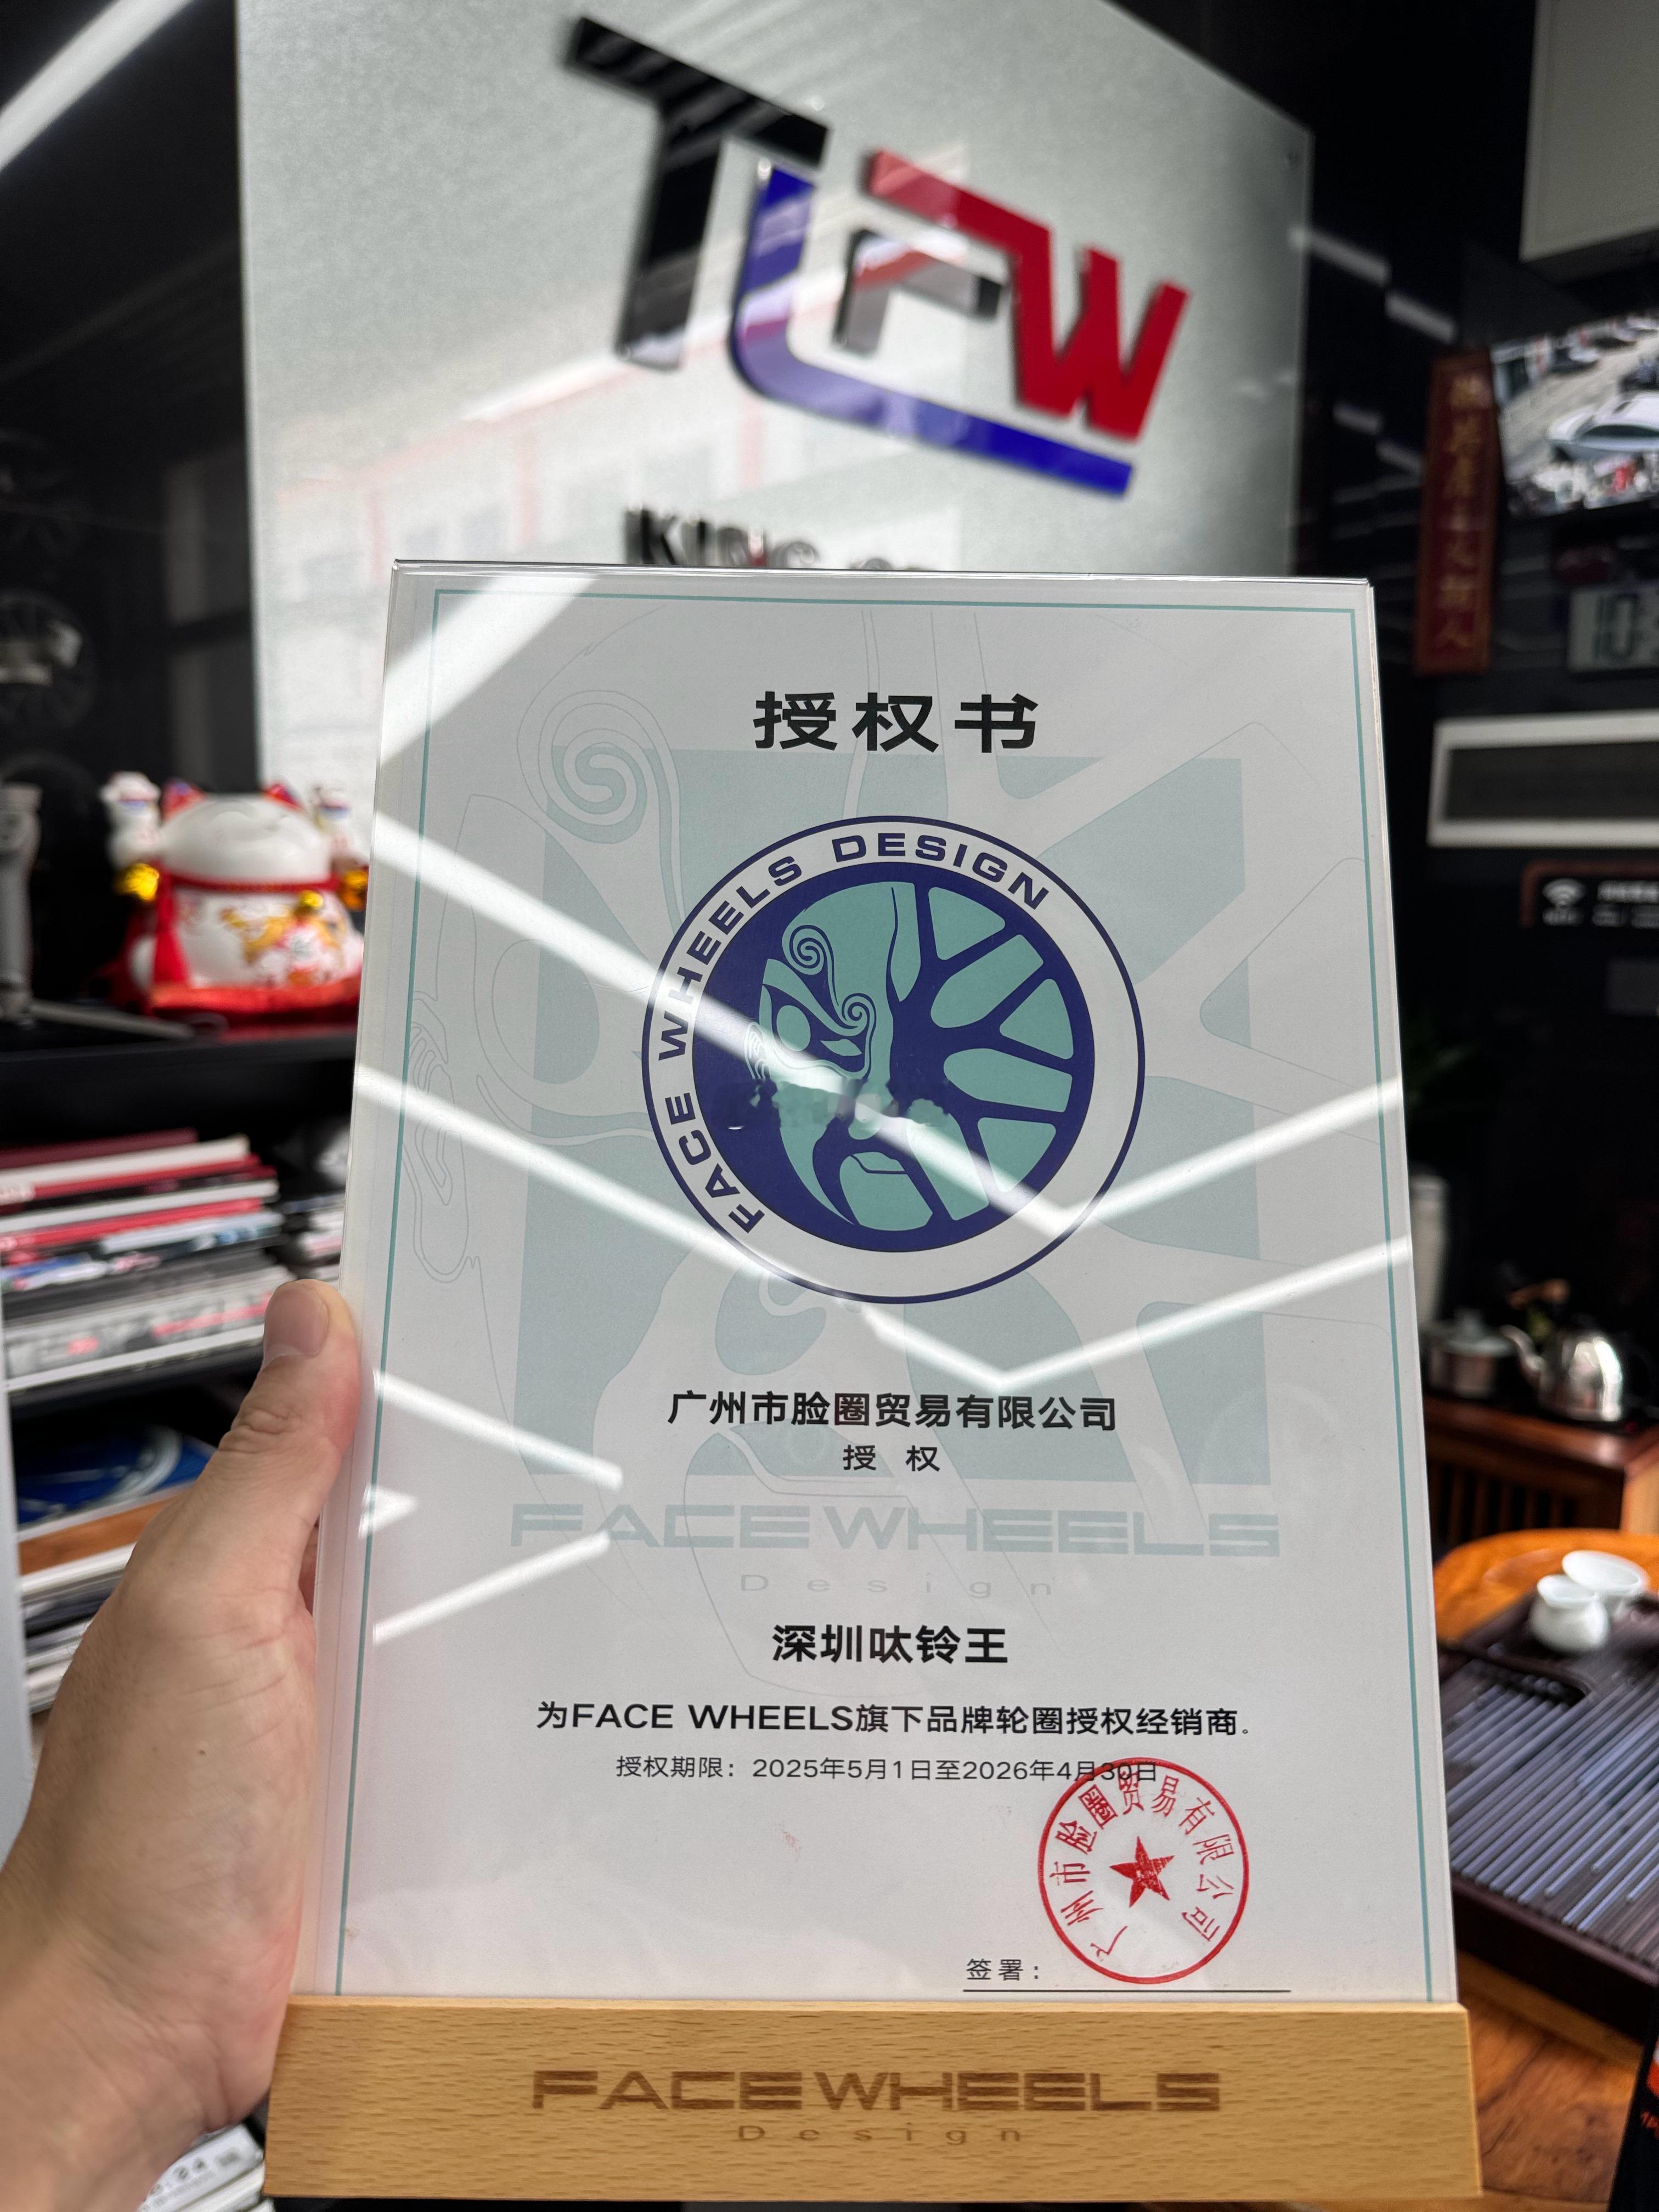 TLFW
KING
授权书
FACE WHEELS DESIGN
广州市脸圈贸易有限公司
授 权
FACE WHEELS
Design
深圳呔铃王
为FACE WHEELS旗下品牌轮圈授权经销商。
授权期限：2025年5月1日至2026年4月30日
广州市脸圈贸易有限公司
签署：
FACE WHEELS
Design